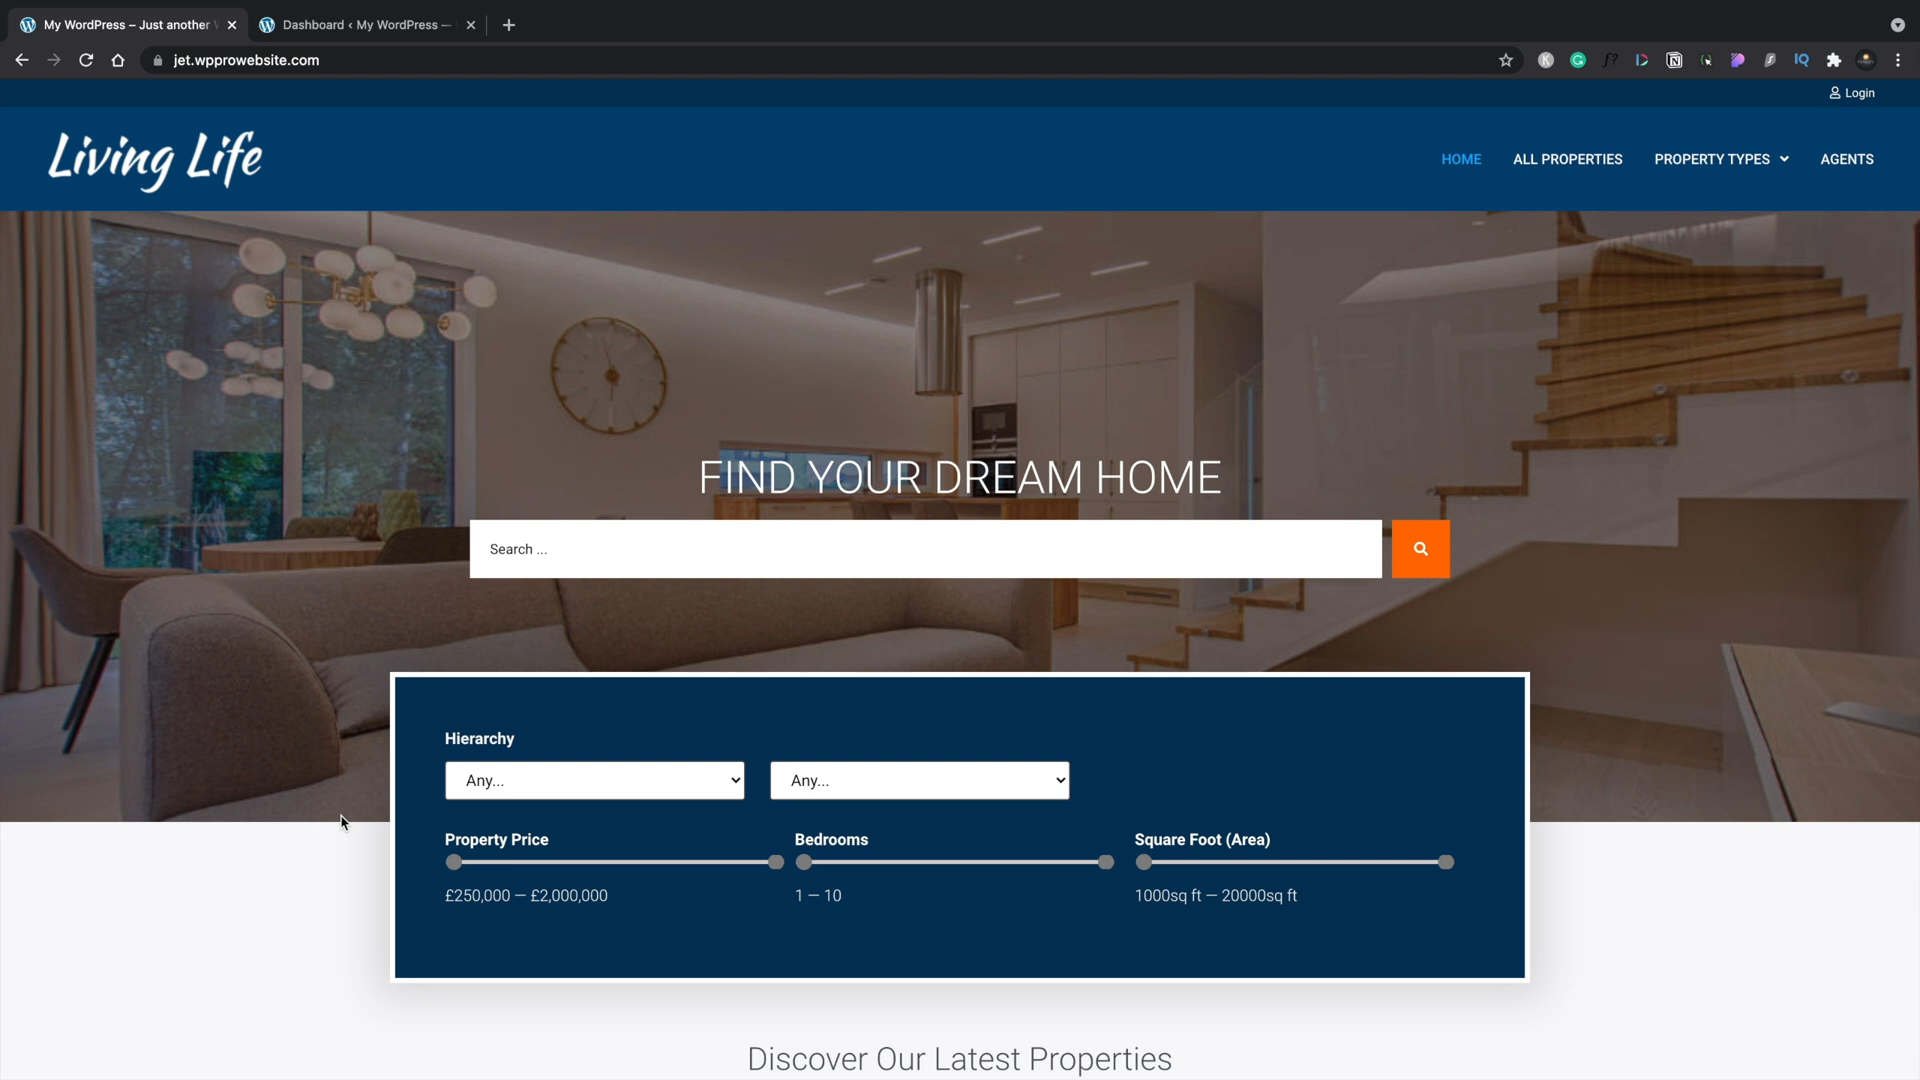 My WordPress – Just another
Dashboard ‹ My WordPress —
jet.wpprowebsite.com
Login
Living Life
HOME
ALL PROPERTIES
PROPERTY TYPES
AGENTS
FIND YOUR DREAM HOME
Search ...
Hierarchy
Any...
Any...
Property Price
Bedrooms
Square Foot (Area)
£250,000 — £2,000,000
1 — 10
1000sq ft — 20000sq ft
Discover Our Latest Properties